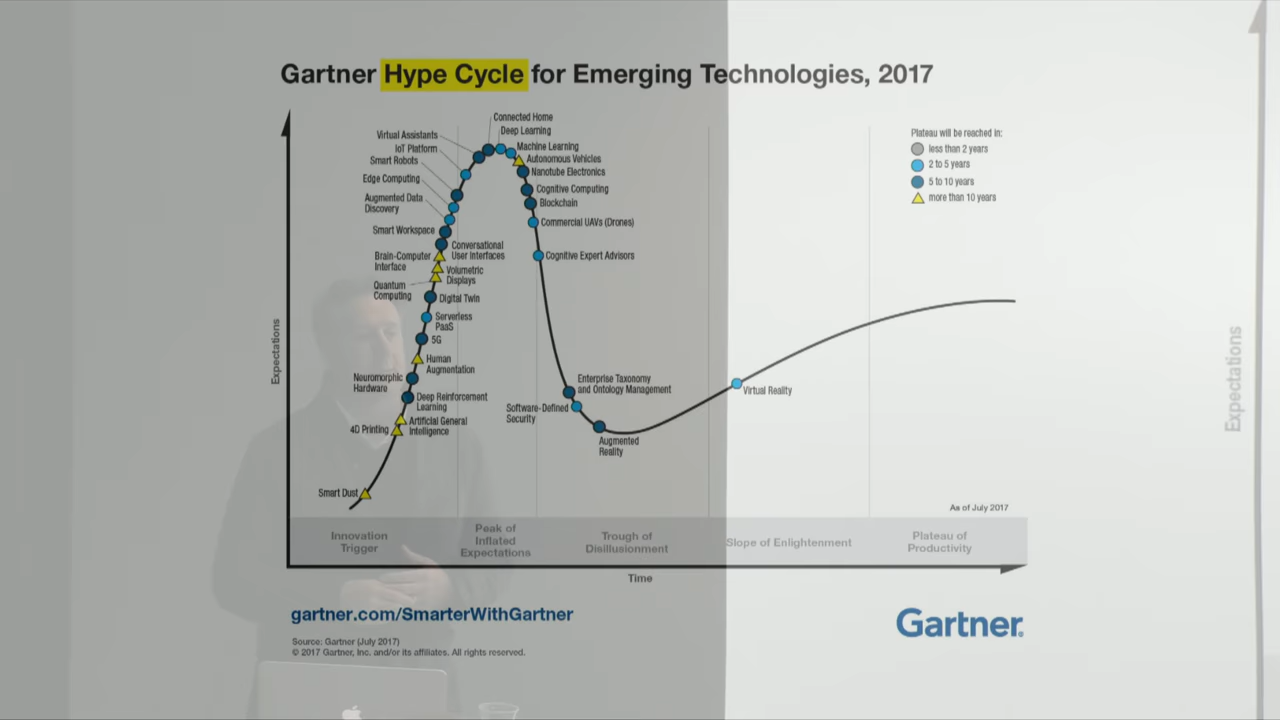 Gartner Hype Cycle for Emerging Technologies, 2017
Connected Home
Deep Learning
Virtual Assistants
Machine Learning
IoT Platform
Autonomous Vehicles
Smart Robots
Nanotube Electronics
Edge Computing
Cognitive Computing
Augmented Data
Discovery
Blockchain
Commercial UAVs (Drones)
Smart Workspace
Conversational
User Interfaces
Cognitive Expert Advisors
Brain-Computer
Interface
Volumetric
Displays
Quantum
Computing
Digital Twin
Serverless
PaaS
5G
Human
Augmentation
Neuromorphic
Hardware
Deep Reinforcement
Learning
Artificial General
Intelligence
4D Printing
Smart Dust
Enterprise Taxonomy
and Ontology Management
Software-Defined
Security
Augmented
Reality
Virtual Reality
Plateau will be reached in:
less than 2 years
2 to 5 years
5 to 10 years
more than 10 years
Expectations
Expectations
As of July 2017
Innovation
Trigger
Peak of
Inflated
Expectations
Trough of
Disillusionment
Slope of Enlightenment
Plateau of
Productivity
Time
gartner.com/SmarterWithGartner
Gartner.
Source: Gartner (July 2017)
© 2017 Gartner, Inc. and/or its affiliates. All rights reserved.